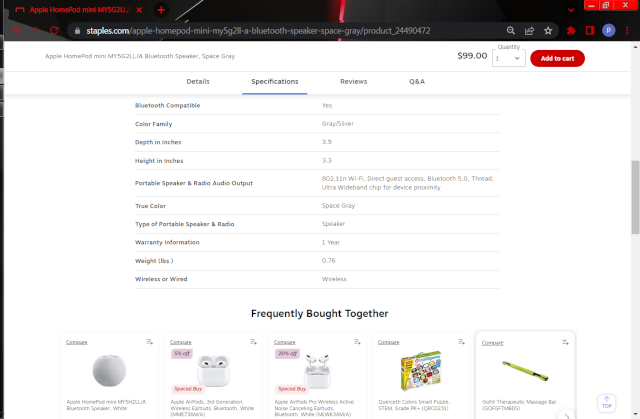 Apple HomePod mini MY5G2LL/
staples.com/apple-homepod-mini-my5g2ll-a-bluetooth-speaker-space-gray/product_24490472
P
Apple HomePod mini MY5G2LL/A Bluetooth Speaker, Space Gray
$99.00
Quantity
1
Add to cart
Details
Specifications
Reviews
Q&A
Bluetooth Compatible Yes
Color Family Gray/Silver
Depth in Inches 3.9
Height in Inches 3.3
Portable Speaker & Radio Audio Output 802.11n Wi-Fi, Direct guest access, Bluetooth 5.0, Thread,
Ultra Wideband chip for device proximity
True Color Space Gray
Type of Portable Speaker & Radio Speaker
Warranty Information 1 Year
Weight (lbs.) 0.76
Wireless or Wired Wireless
Frequently Bought Together
Compare
Apple HomePod mini MY5H2LL/A
Bluetooth Speaker, White
Compare
5% off
Special Buy
Apple AirPods, 3rd Generation,
Wireless Earbuds, Bluetooth, White
(MME73AM/A)
Compare
20% off
Special Buy
Apple AirPods Pro Wireless Active
Noise Canceling Earbuds,
Bluetooth, White (MLWK3AM/A)
Compare
Quercetti Colors Smart Puzzle,
STEM, Grade PK+ (QRC0231)
Compare
GoFit Therapeutic Massage Bar
(GOFGFTMBDS)
TOP